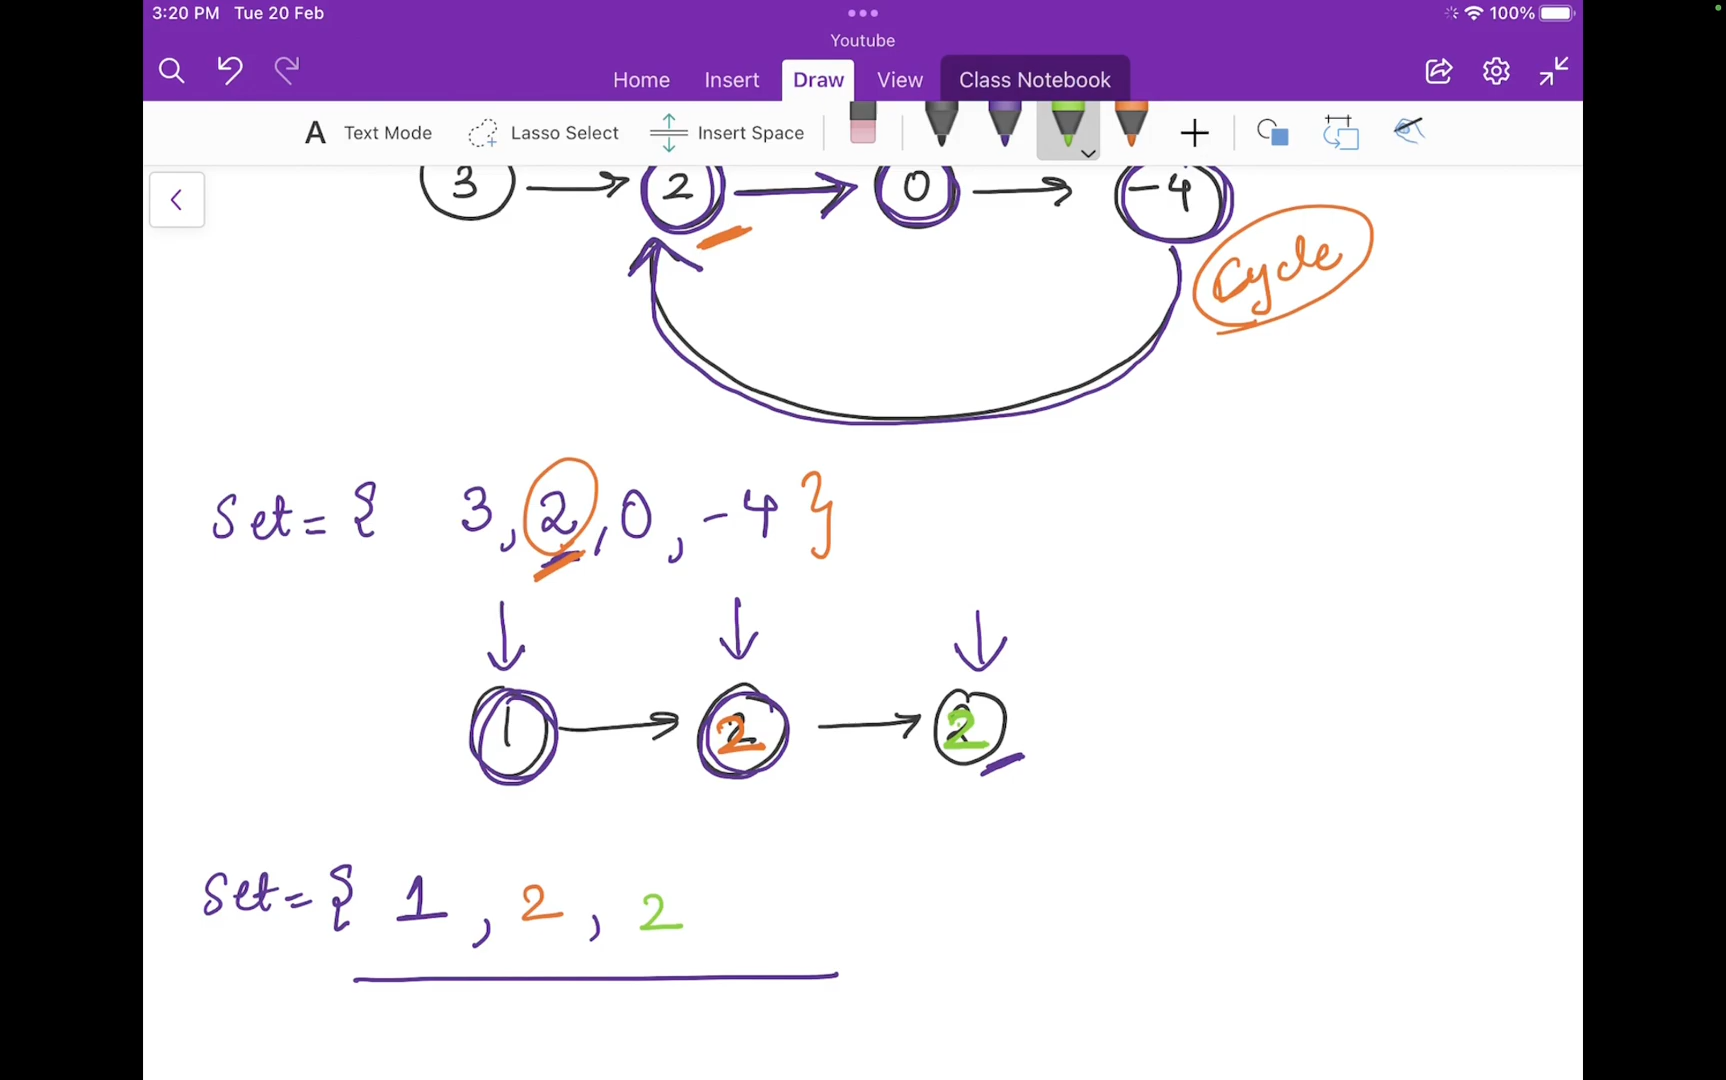 3:20 PM Tue 20 Feb
100%
Youtube
Home Insert Draw View Class Notebook
A Text Mode Lasso Select Insert Space
3 2 0 -4
Cycle
Set = { 3, 2, 0, -4 }
1 2 2
Set = { 1, 2, 2